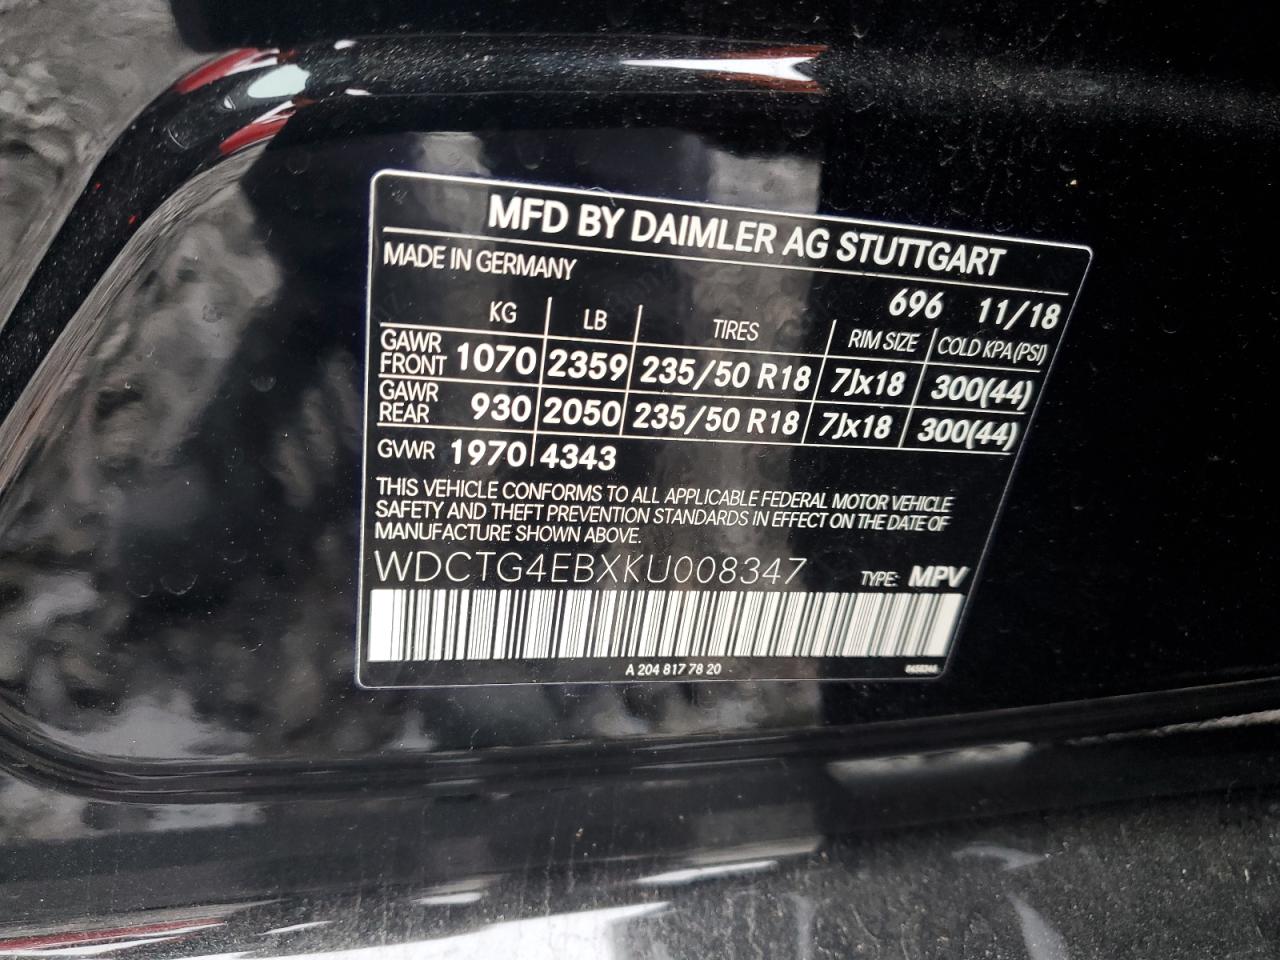 MFD BY DAIMLER AG STUTTGART
MADE IN GERMANY
696 11/18
KG LB TIRES RIM SIZE COLD KPA (PSI)
GAWR FRONT 1070 2359 235/50 R18 7Jx18 300(44)
GAWR REAR 930 2050 235/50 R18 7Jx18 300(44)
GVWR 1970 4343
THIS VEHICLE CONFORMS TO ALL APPLICABLE FEDERAL MOTOR VEHICLE
SAFETY AND THEFT PREVENTION STANDARDS IN EFFECT ON THE DATE OF
MANUFACTURE SHOWN ABOVE.
WDCTG4EBXKU008347 TYPE: MPV
A 204 817 78 20